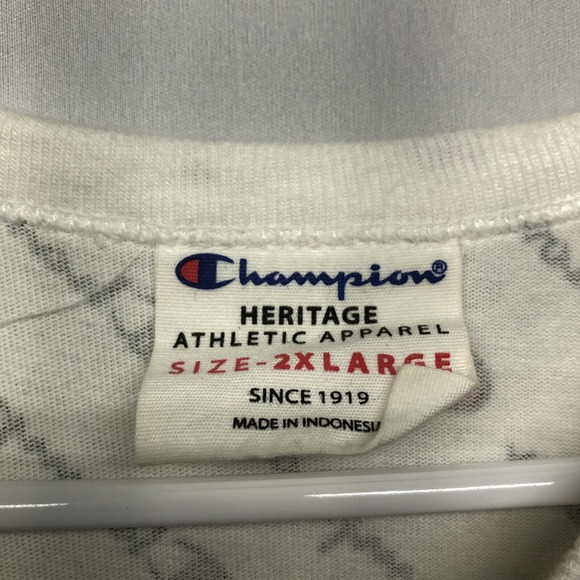 Champion®
HERITAGE
ATHLETIC APPAREL
SIZE-2XLARGE
SINCE 1919
MADE IN INDONESIA